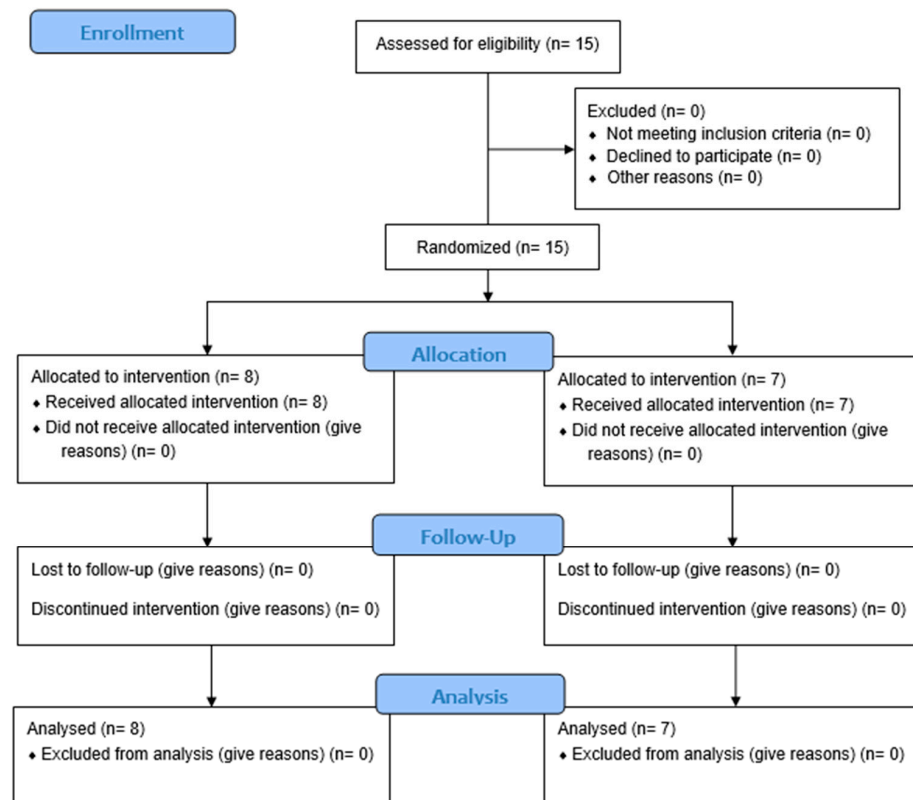 Enrollment
Assessed for eligibility (n= 15)
Excluded (n= 0)
♦ Not meeting inclusion criteria (n= 0)
♦ Declined to participate (n= 0)
♦ Other reasons (n= 0)
Randomized (n= 15)
Allocation
Allocated to intervention (n= 8)
♦ Received allocated intervention (n= 8)
♦ Did not receive allocated intervention (give
reasons) (n= 0)
Allocated to intervention (n= 7)
♦ Received allocated intervention (n= 7)
♦ Did not receive allocated intervention (give
reasons) (n= 0)
Follow-Up
Lost to follow-up (give reasons) (n= 0)
Discontinued intervention (give reasons) (n= 0)
Lost to follow-up (give reasons) (n= 0)
Discontinued intervention (give reasons) (n= 0)
Analysis
Analysed (n= 8)
♦ Excluded from analysis (give reasons) (n= 0)
Analysed (n= 7)
♦ Excluded from analysis (give reasons) (n= 0)